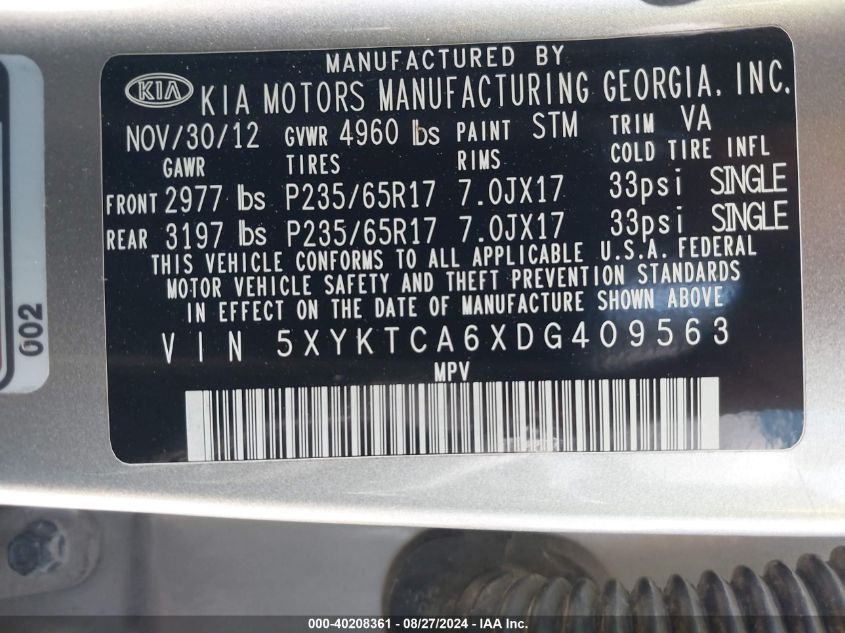 MANUFACTURED BY
KIA KIA MOTORS MANUFACTURING GEORGIA, INC.
NOV/30/12 GVWR 4960 lbs PAINT STM TRIM VA
GAWR TIRES RIMS COLD TIRE INFL
FRONT 2977 lbs P235/65R17 7.0JX17 33psi SINGLE
REAR 3197 lbs P235/65R17 7.0JX17 33psi SINGLE
THIS VEHICLE CONFORMS TO ALL APPLICABLE U.S.A. FEDERAL
MOTOR VEHICLE SAFETY AND THEFT PREVENTION STANDARDS
IN EFFECT ON THE DATE OF MANUFACTURE SHOWN ABOVE.
VIN 5XYKTCA6XDG409563
MPV
002
000-40208361 - 08/27/2024 - IAA Inc.